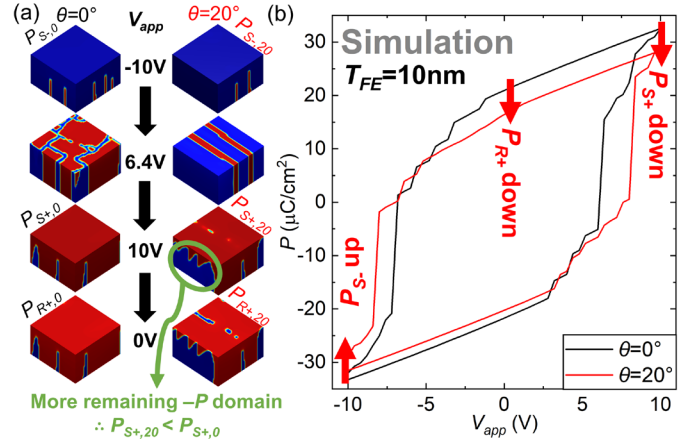 (a)
θ=0°
V_app
θ=20°
P_S-,0
P_S-,20
-10V
6.4V
P_S+,0
P_S+,20
10V
P_R+,0
P_R+,20
0V
More remaining –P domain
∴ P_S+,20 < P_S+,0
(b)
Simulation
T_FE=10nm
P_S+ down
P_R+ down
P_S- up
P (μC/cm²)
30
20
10
0
-10
-20
-30
-10
-5
0
5
10
V_app (V)
θ=0°
θ=20°